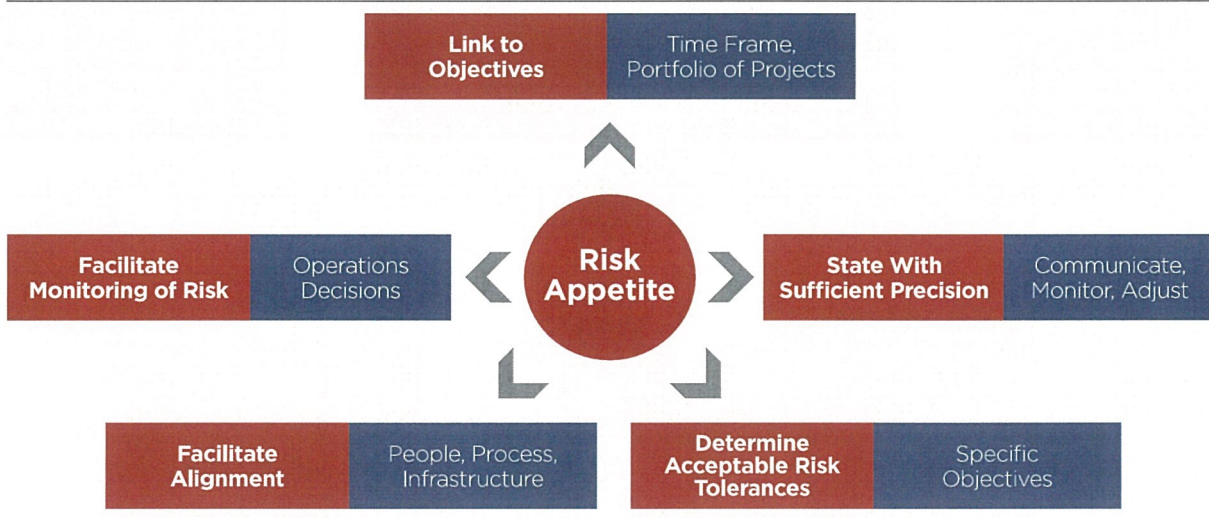 Link to
Objectives
Time Frame,
Portfolio of Projects
Facilitate
Monitoring of Risk
Operations
Decisions
Risk
Appetite
State With
Sufficient Precision
Communicate,
Monitor, Adjust
Facilitate
Alignment
People, Process,
Infrastructure
Determine
Acceptable Risk
Tolerances
Specific
Objectives